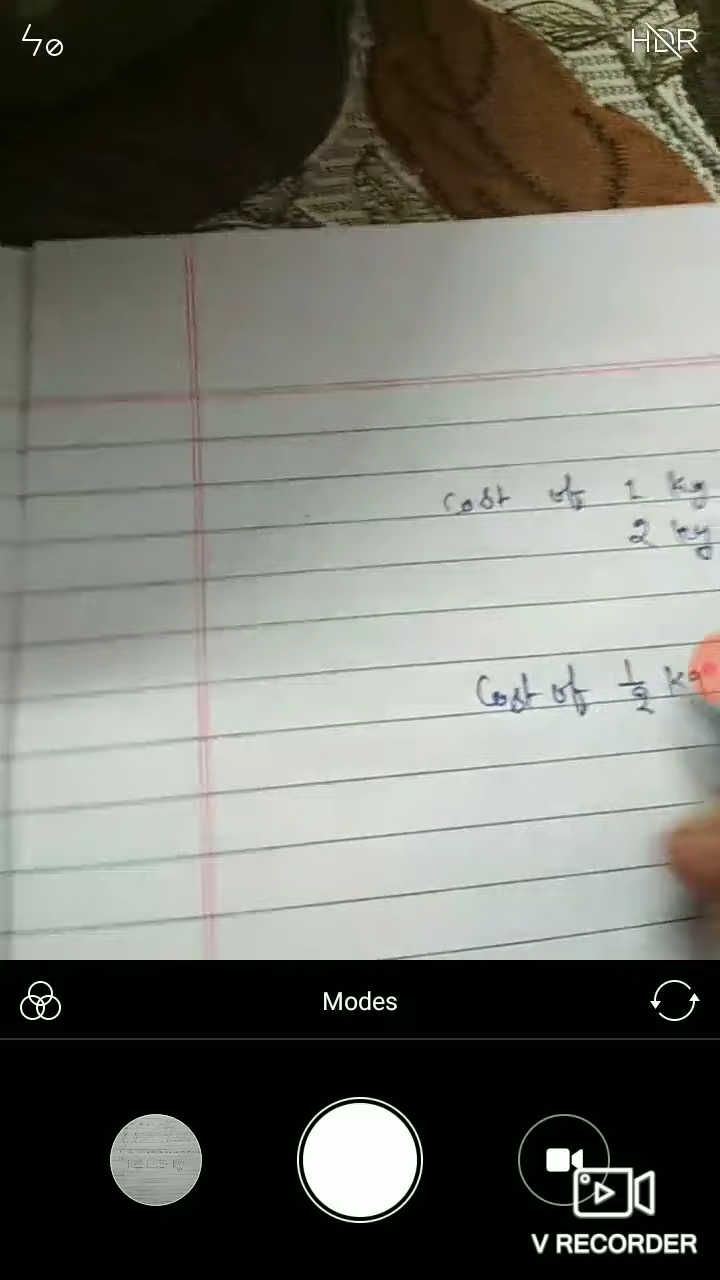 HDR
Cost of 1 kg
2 kg
Cost of 1/2 kg
Modes
V RECORDER